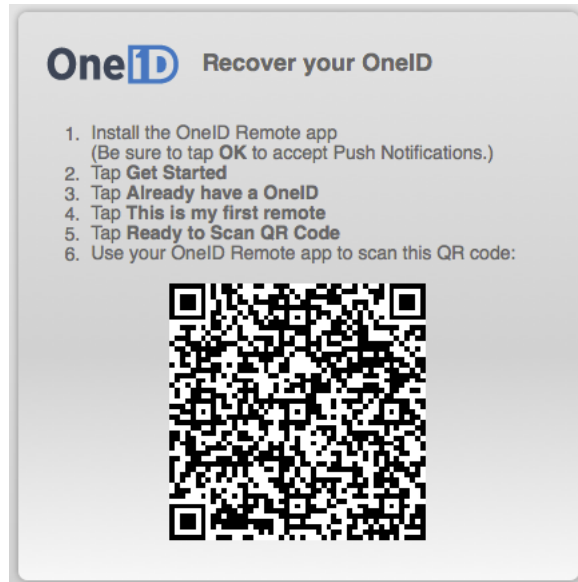 OneID Recover your OneID
1. Install the OneID Remote app
(Be sure to tap OK to accept Push Notifications.)
2. Tap Get Started
3. Tap Already have a OneID
4. Tap This is my first remote
5. Tap Ready to Scan QR Code
6. Use your OneID Remote app to scan this QR code: